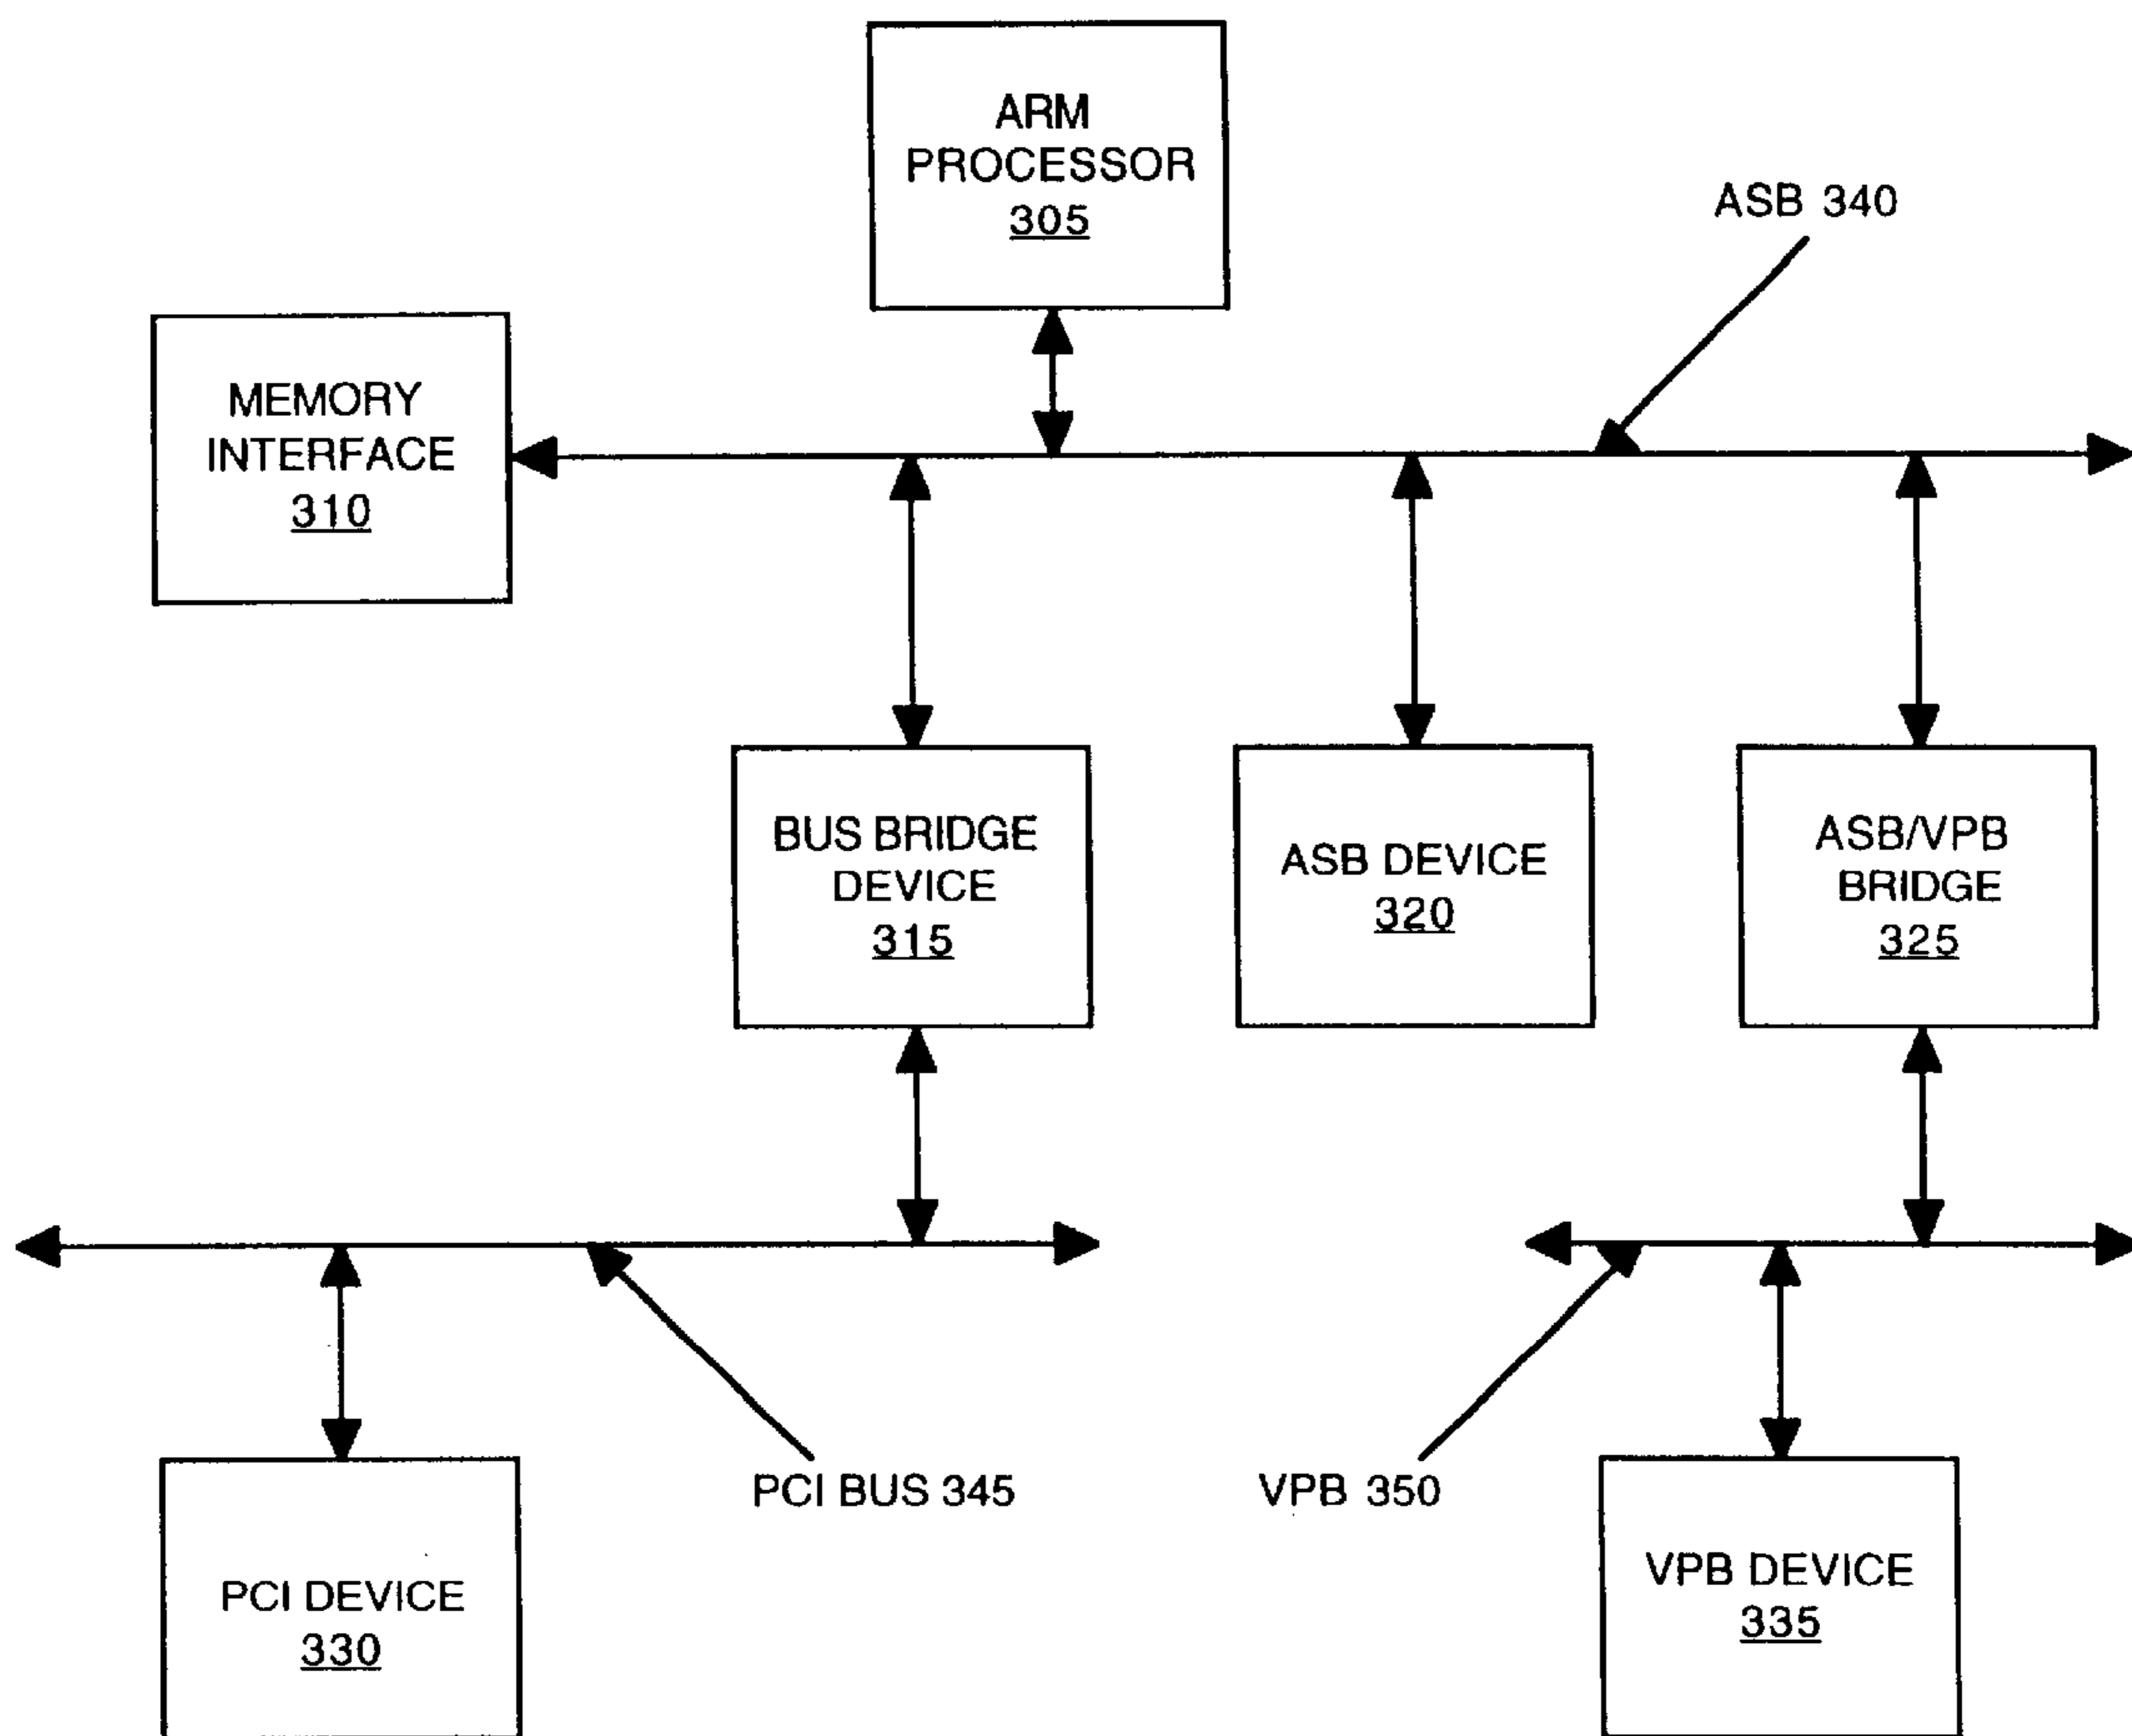 ARM
PROCESSOR
305
ASB 340
MEMORY
INTERFACE
310
BUS BRIDGE
DEVICE
315
ASB DEVICE
320
ASB/VPB
BRIDGE
325
PCI BUS 345
VPB 350
PCI DEVICE
330
VPB DEVICE
335